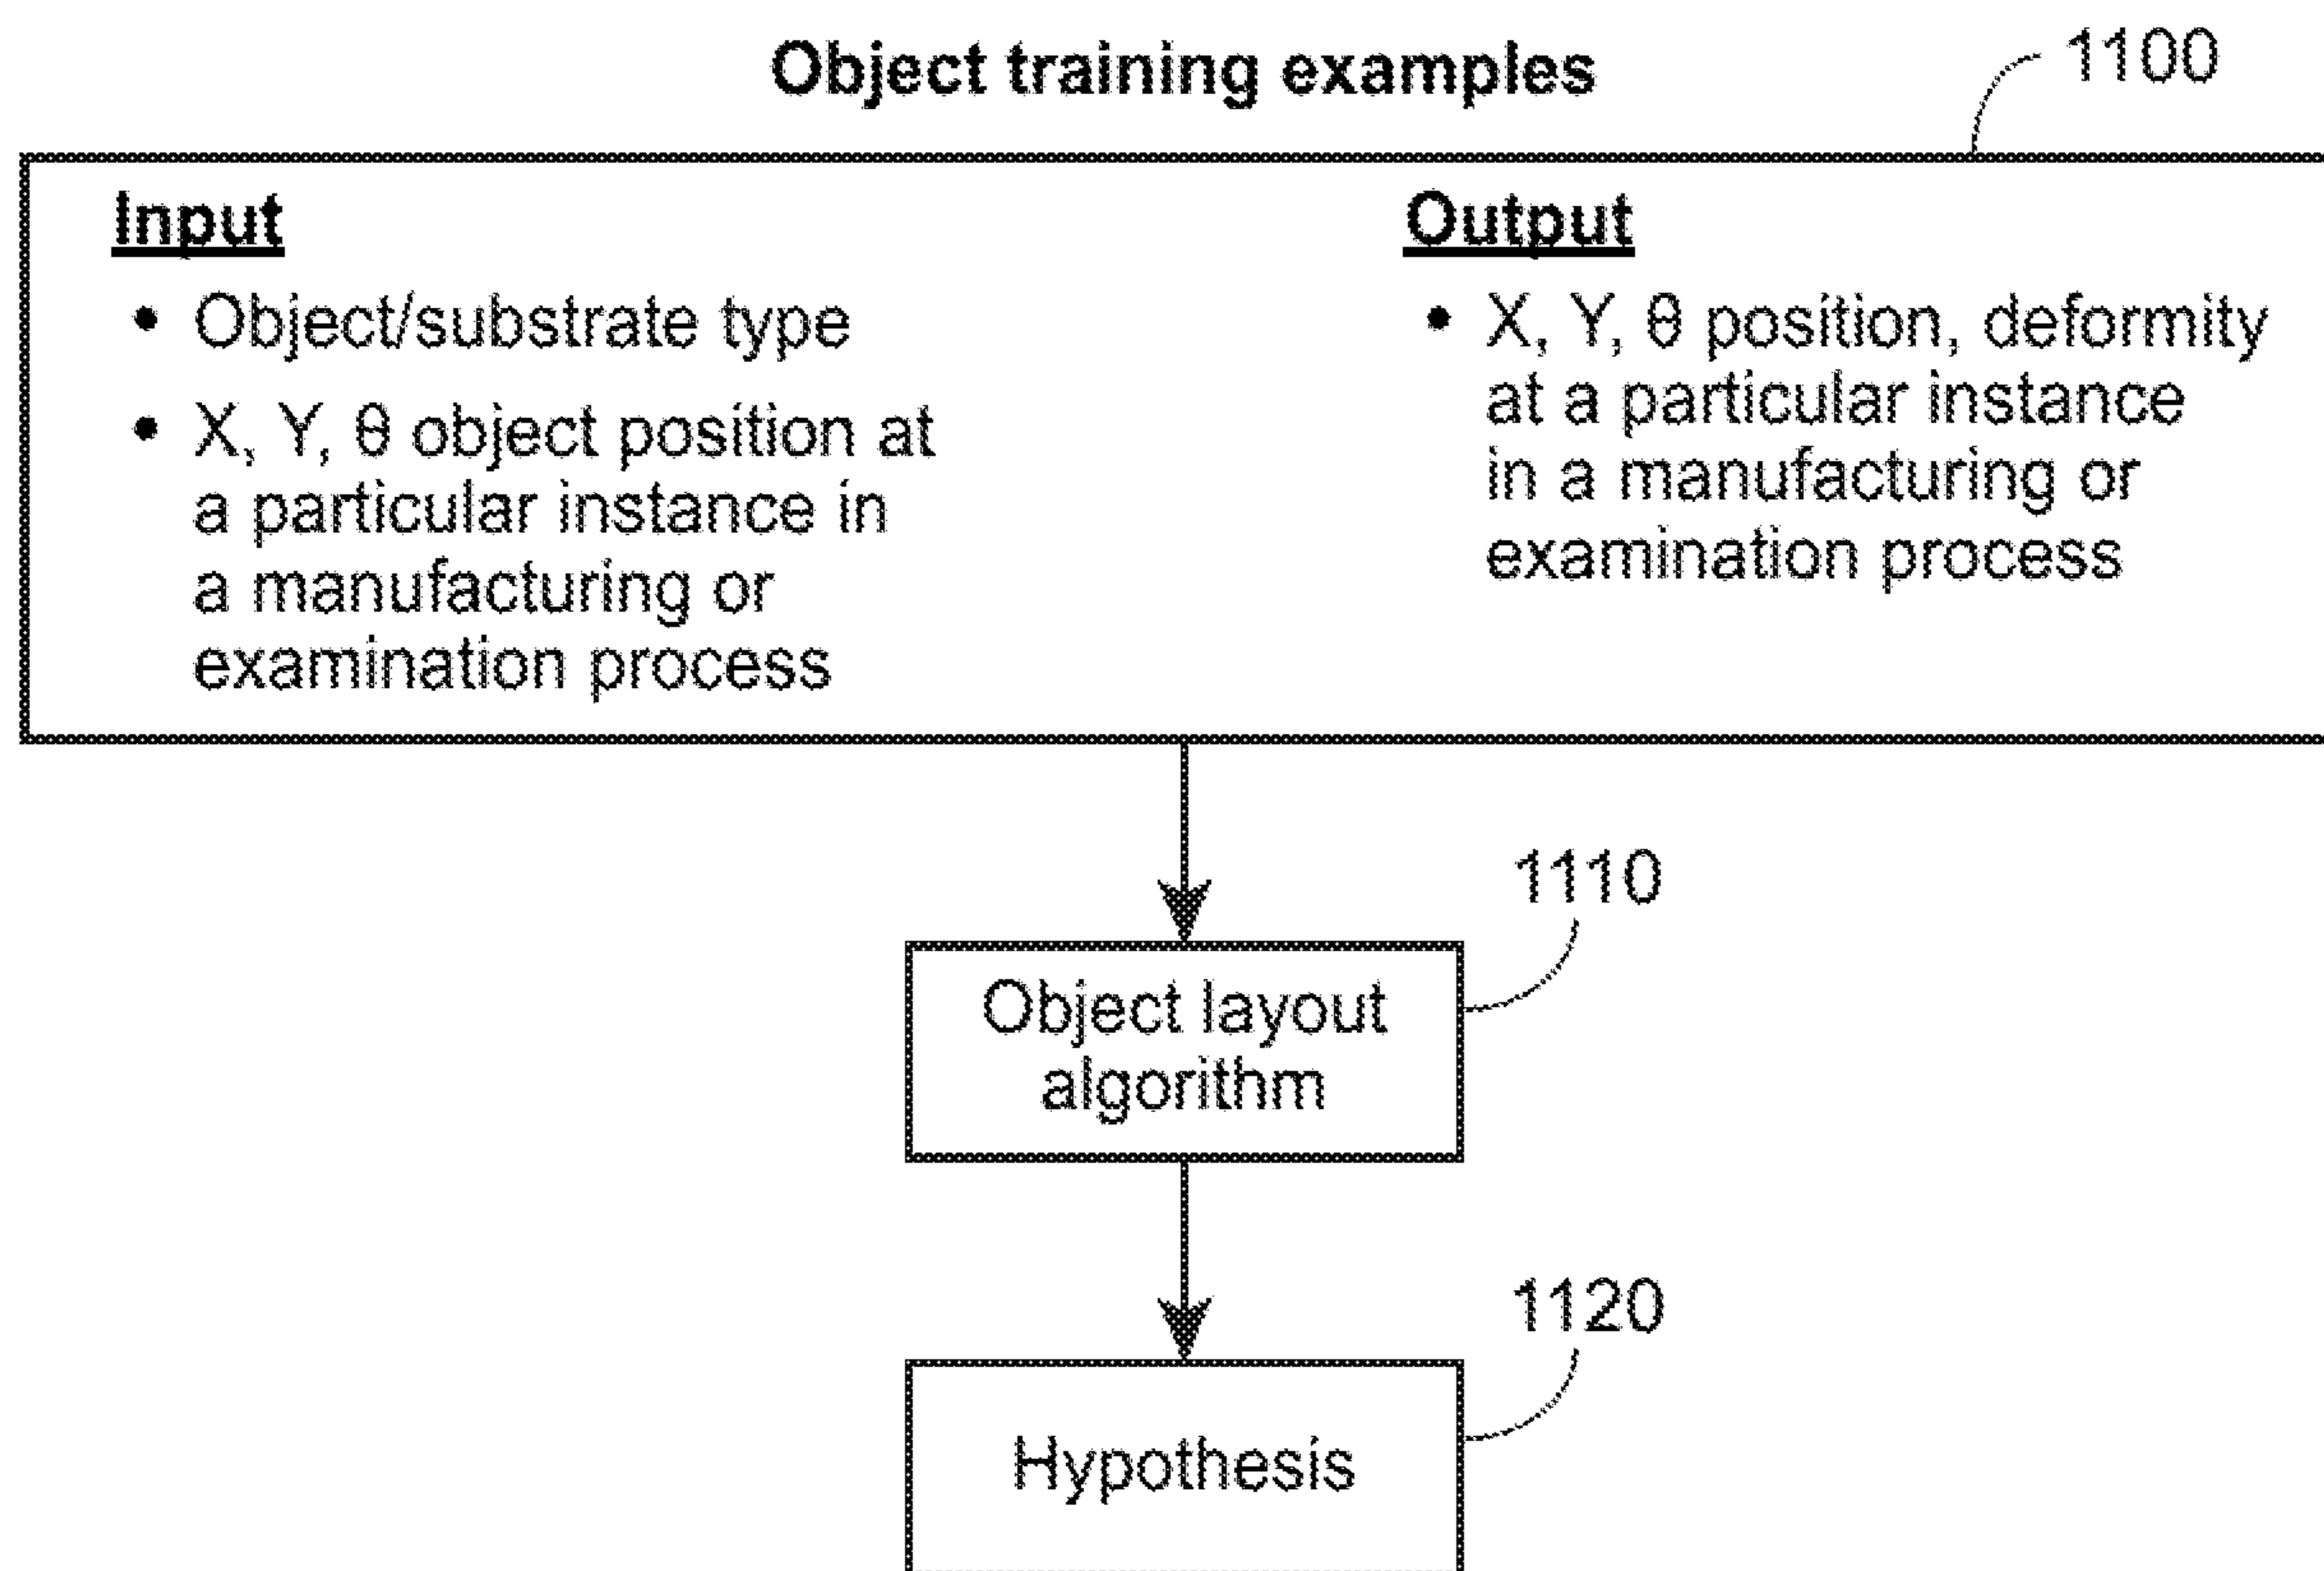 Object training examples
1100
Input
• Object/substrate type
• X, Y, θ object position at
a particular instance in
a manufacturing or
examination process
Output
• X, Y, θ position, deformity
at a particular instance
in a manufacturing or
examination process
1110
Object layout
algorithm
1120
Hypothesis